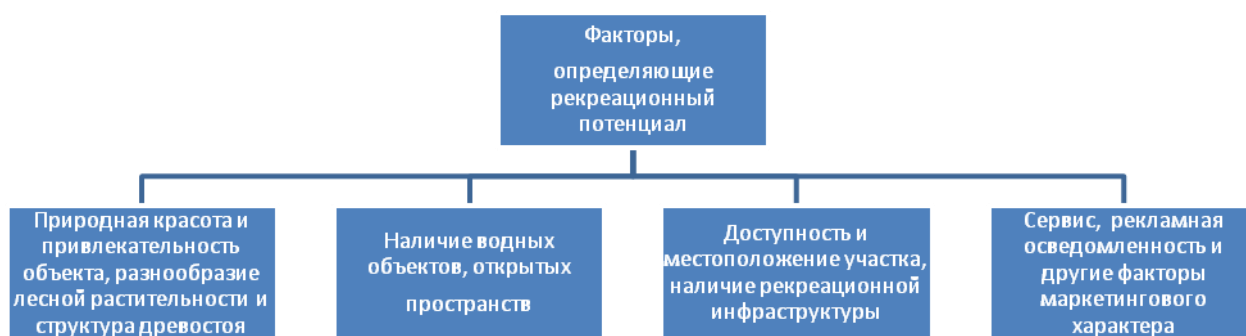 Факторы,
определяющие
рекреационный
потенциал
Природная красота и
привлекательность
объекта, разнообразие
лесной растительности и
структура древостоя
Наличие водных
объектов, открытых
пространств
Доступность и
местоположение участка,
наличие рекреационной
инфраструктуры
Сервис, рекламная
осведомленность и
другие факторы
маркетингового
характера